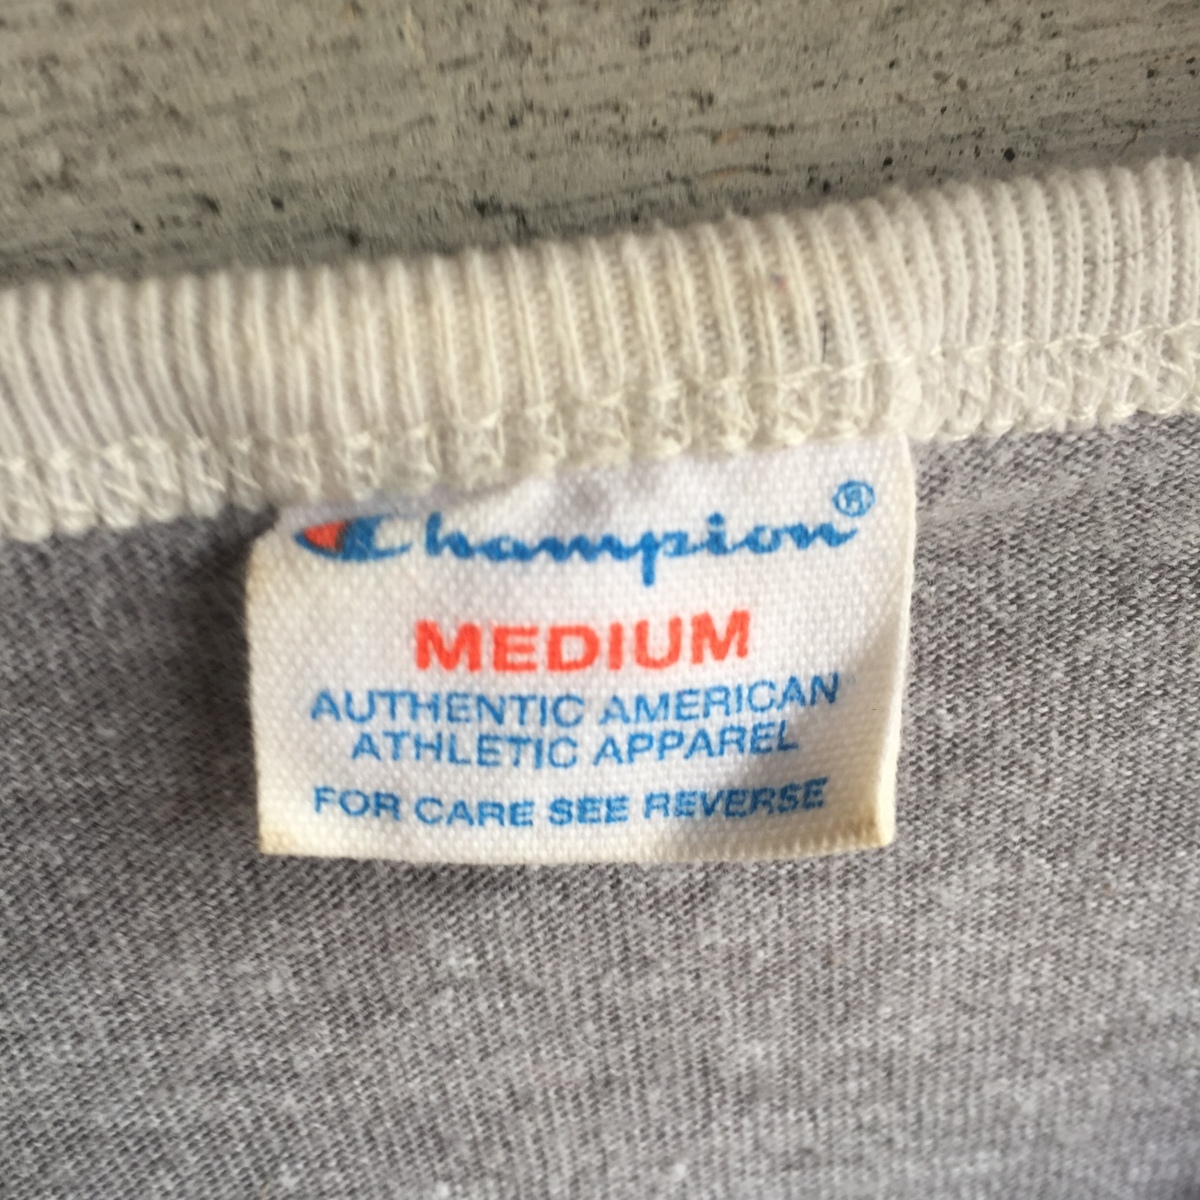 Champion®
MEDIUM
AUTHENTIC AMERICAN
ATHLETIC APPAREL
FOR CARE SEE REVERSE